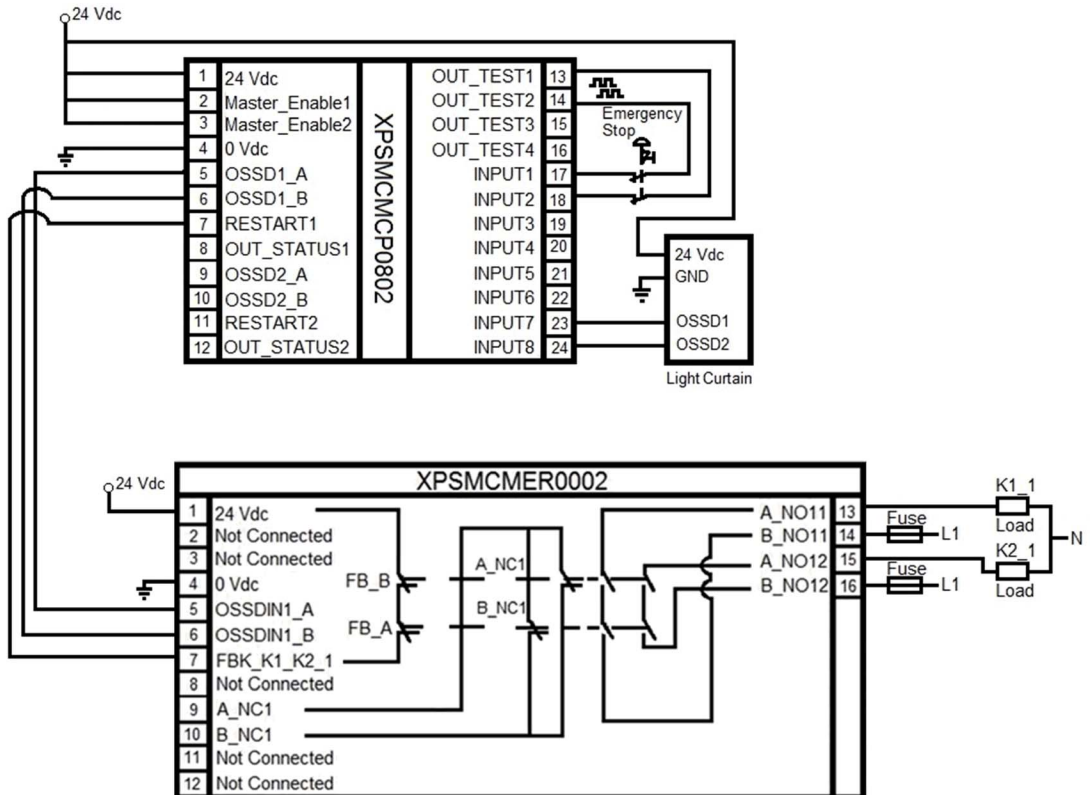 24 Vdc
XPSMCMCP0802
1 24 Vdc
2 Master_Enable1
3 Master_Enable2
4 0 Vdc
5 OSSD1_A
6 OSSD1_B
7 RESTART1
8 OUT_STATUS1
9 OSSD2_A
10 OSSD2_B
11 RESTART2
12 OUT_STATUS2
OUT_TEST1 13
OUT_TEST2 14
OUT_TEST3 15
OUT_TEST4 16
INPUT1 17
INPUT2 18
INPUT3 19
INPUT4 20
INPUT5 21
INPUT6 22
INPUT7 23
INPUT8 24
Emergency
Stop
24 Vdc
GND
OSSD1
OSSD2
Light Curtain
XPSMCMER0002
24 Vdc
1 24 Vdc
2 Not Connected
3 Not Connected
4 0 Vdc
5 OSSDIN1_A
6 OSSDIN1_B
7 FBK_K1_K2_1
8 Not Connected
9 A_NC1
10 B_NC1
11 Not Connected
12 Not Connected
FB_B
FB_A
A_NC1
B_NC1
A_NO11 13
B_NO11 14
A_NO12 15
B_NO12 16
K1_1
Load
Fuse
L1
K2_1
Load
Fuse
L1
N